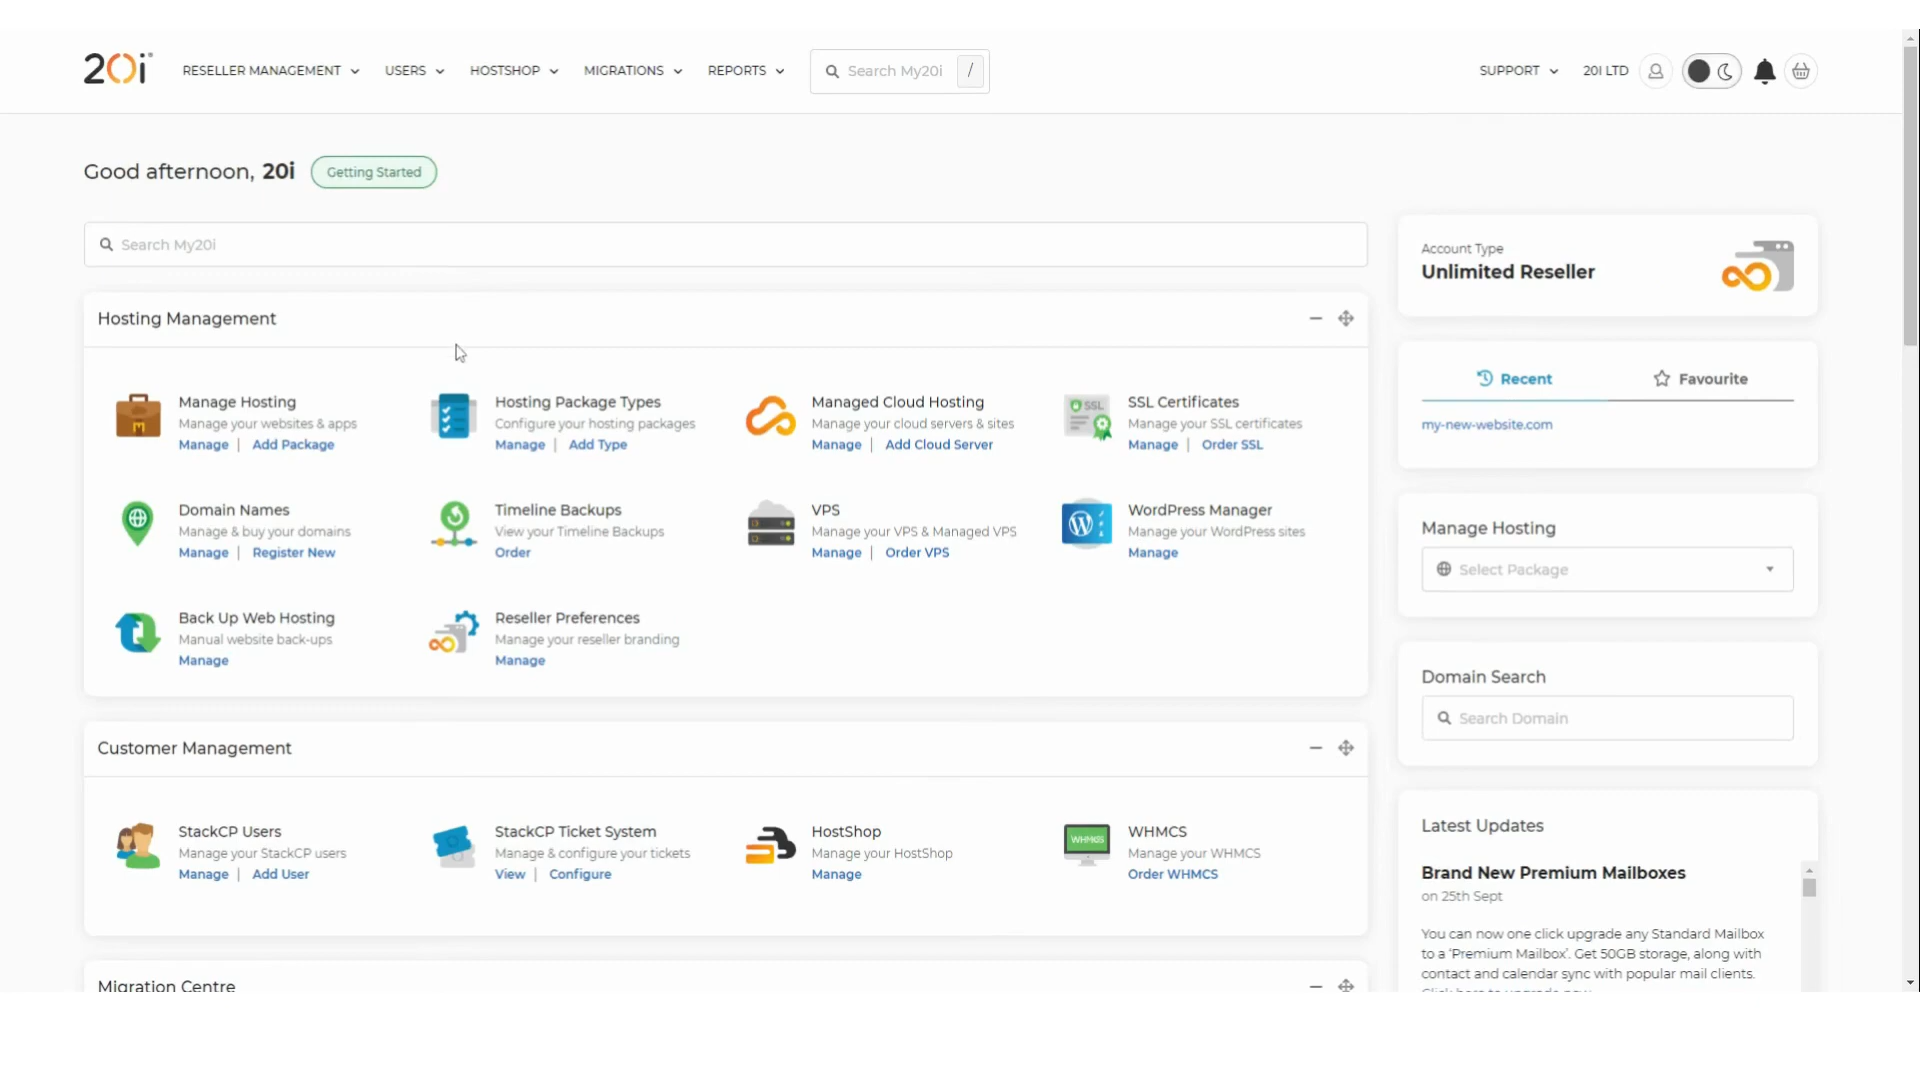 20i RESELLER MANAGEMENT USERS HOSTSHOP MIGRATIONS REPORTS Search My20i / SUPPORT 20I LTD
Good afternoon, 20i Getting Started
Search My20i
Hosting Management
Manage Hosting
Manage your websites & apps
Manage | Add Package
Hosting Package Types
Configure your hosting packages
Manage | Add Type
Managed Cloud Hosting
Manage your cloud servers & sites
Manage | Add Cloud Server
SSL
SSL Certificates
Manage your SSL certificates
Manage | Order SSL
Domain Names
Manage & buy your domains
Manage | Register New
Timeline Backups
View your Timeline Backups
Order
VPS
Manage your VPS & Managed VPS
Manage | Order VPS
WordPress Manager
Manage your WordPress sites
Manage
Back Up Web Hosting
Manual website back-ups
Manage
Reseller Preferences
Manage your reseller branding
Manage
Customer Management
StackCP Users
Manage your StackCP users
Manage | Add User
StackCP Ticket System
Manage & configure your tickets
View | Configure
HostShop
Manage your HostShop
Manage
WHMCS
WHMCS
Manage your WHMCS
Order WHMCS
Migration Centre
Account Type
Unlimited Reseller
Recent Favourite
my-new-website.com
Manage Hosting
Select Package
Domain Search
Search Domain
Latest Updates
Brand New Premium Mailboxes
on 25th Sept
You can now one click upgrade any Standard Mailbox
to a ‘Premium Mailbox’. Get 50GB storage, along with
contact and calendar sync with popular mail clients.